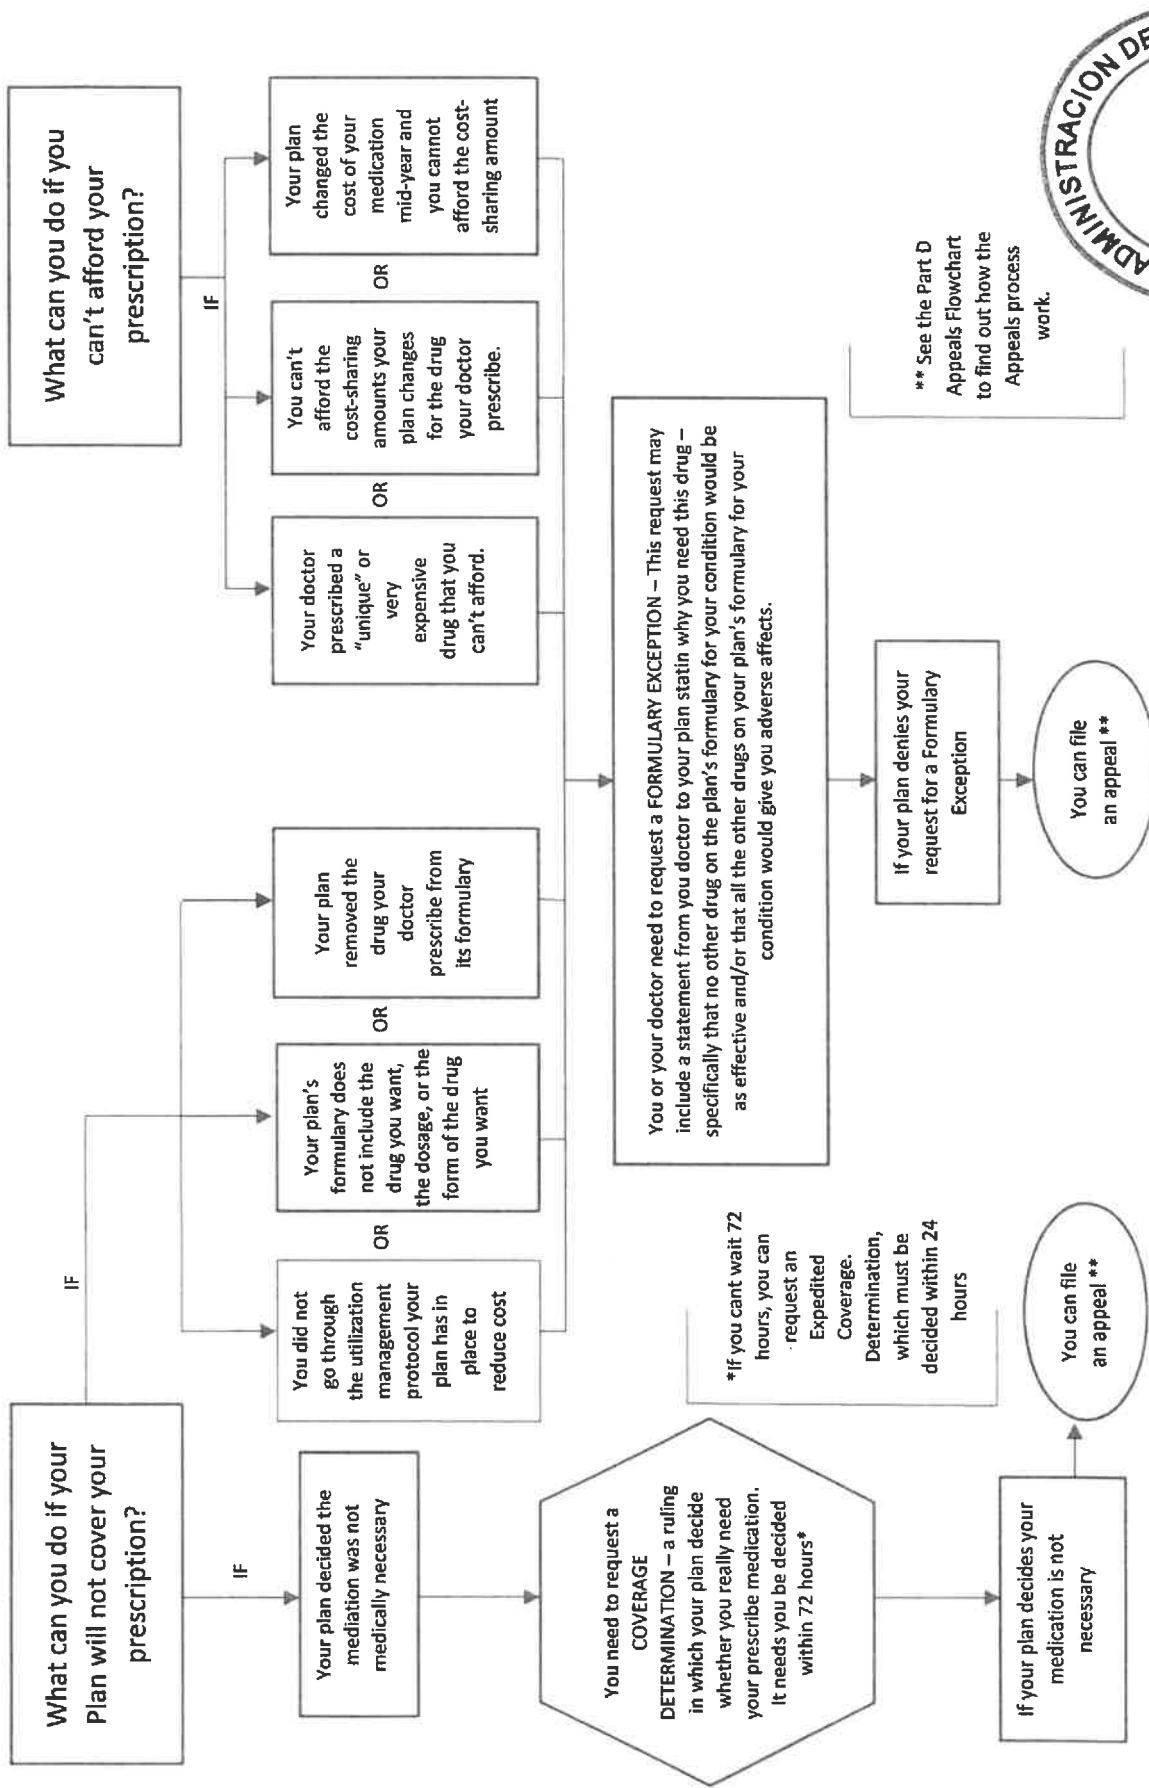 What can you do if your
Plan will not cover your
prescription?
IF
IF
Your plan decided the
mediation was not
medically necessary
You did not
go through
the utilization
management
protocol your
plan has in
place to
reduce cost
OR
Your plan's
formulary does
not include the
drug you want,
the dosage, or the
form of the drug
you want
OR
Your plan
removed the
drug your
doctor
prescribe from
its formulary
What can you do if you
can't afford your
prescription?
IF
Your doctor
prescribed a
"unique" or
very
expensive
drug that you
can't afford.
OR
You can't
afford the
cost-sharing
amounts your
plan changes
for the drug
your doctor
prescribe.
OR
Your plan
changed the
cost of your
medication
mid-year and
you cannot
afford the cost-
sharing amount
You need to request a
COVERAGE
DETERMINATION – a ruling
in which your plan decide
whether you really need
your prescribe medication.
It needs you be decided
within 72 hours*
*If you cant wait 72
hours, you can
request an
Expedited
Coverage.
Determination,
which must be
decided within 24
hours
If your plan decides your
medication is not
necessary
You can file
an appeal **
You or your doctor need to request a FORMULARY EXCEPTION – This request may
include a statement from you doctor to your plan statin why you need this drug –
specifically that no other drug on the plan's formulary for your condition would be
as effective and/or that all the other drugs on your plan's formulary for your
condition would give you adverse affects.
If your plan denies your
request for a Formulary
Exception
You can file
an appeal **
** See the Part D
Appeals Flowchart
to find out how the
Appeals process
work.
ADMINISTRACION DE